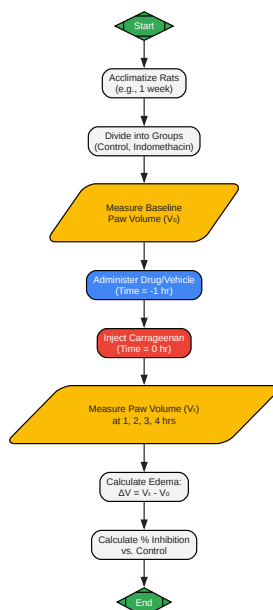 Start
Acclimatize Rats
(e.g., 1 week)
Divide into Groups
(Control, Indomethacin)
Measure Baseline
Paw Volume (V₀)
Administer Drug/Vehicle
(Time = -1 hr)
Inject Carrageenan
(Time = 0 hr)
Measure Paw Volume (Vₜ)
at 1, 2, 3, 4 hrs
Calculate Edema:
ΔV = Vₜ - V₀
Calculate % Inhibition
vs. Control
End